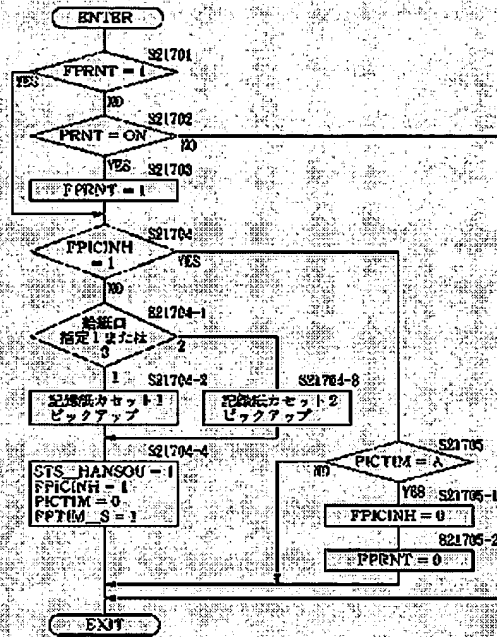 ENTER
S21701
FPRNT = 1
YES
NO
S21702
PRNT = ON
NO
YES
S21703
FPRNT = 1
S21704
FPICINH
= 1
YES
NO
S21704-1
給紙口
指定1または
2
1
S21704-2
記録紙カセット1
ピックアップ
記録紙カセット2
ピックアップ
S21704-4
STS_HANSOU = 1
FPICINH = 1
PICTIM = 0
FPTIM_S = 1
S21705
PICTIM = A
NO
YES
S21705-1
FPICINH = 0
S21705-2
FPRNT = 0
EXIT